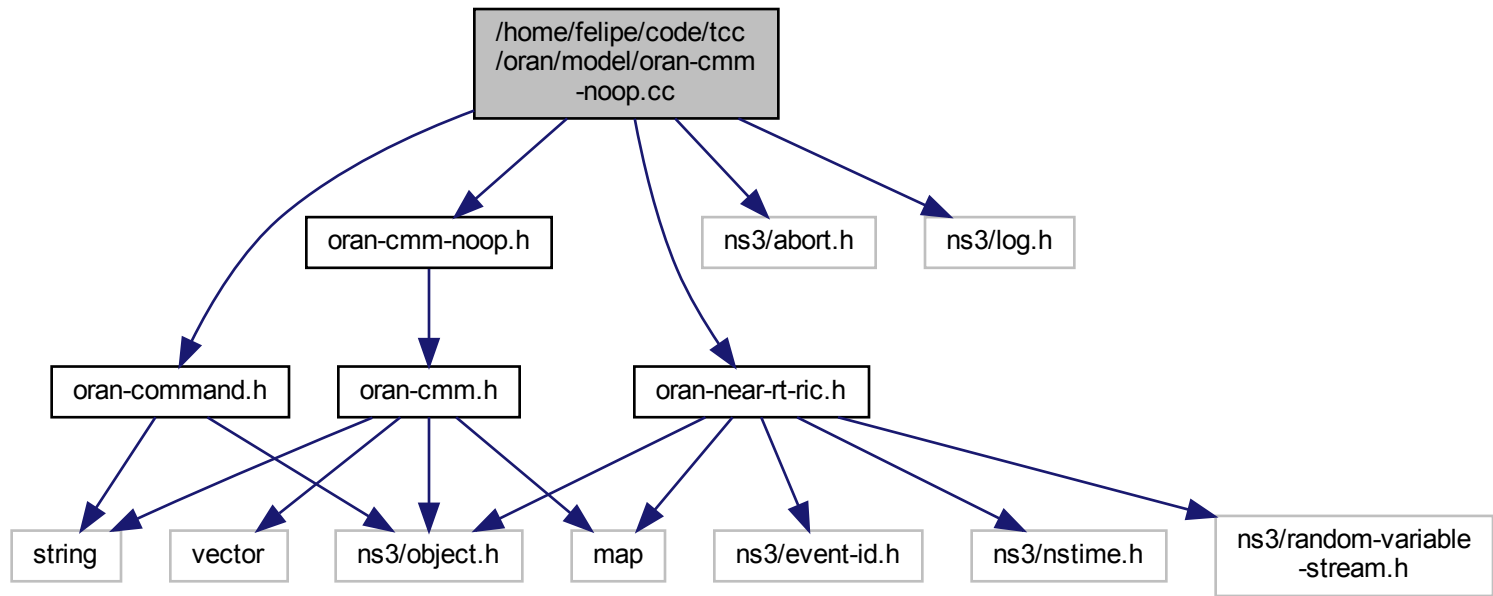 /home/felipe/code/tcc
/oran/model/oran-cmm
-noop.cc
oran-cmm-noop.h
ns3/abort.h
ns3/log.h
oran-command.h
oran-cmm.h
oran-near-rt-ric.h
string
vector
ns3/object.h
map
ns3/event-id.h
ns3/nstime.h
ns3/random-variable
-stream.h